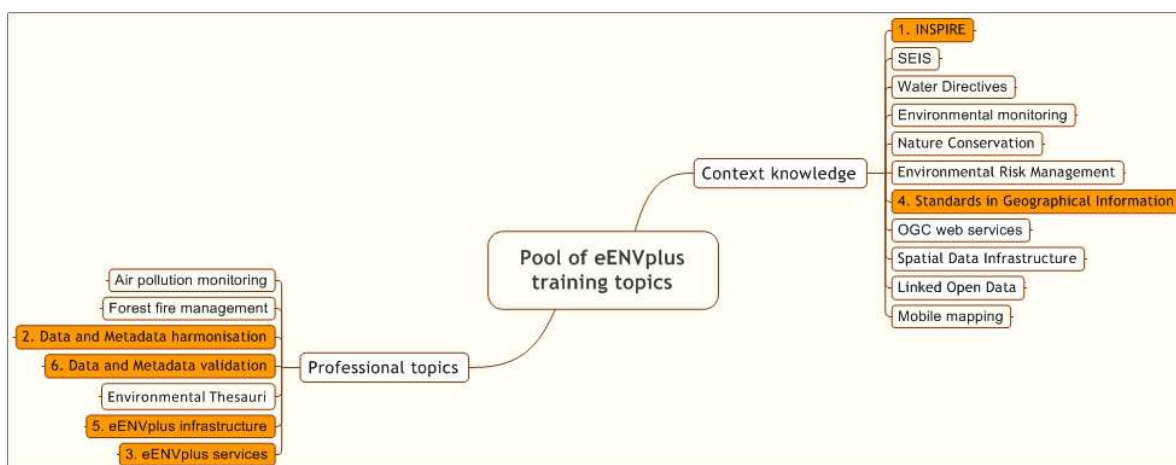 Pool of eENVplus
training topics
Context knowledge
1. INSPIRE
SEIS
Water Directives
Environmental monitoring
Nature Conservation
Environmental Risk Management
4. Standards in Geographical Information
OGC web services
Spatial Data Infrastructure
Linked Open Data
Mobile mapping
Professional topics
Air pollution monitoring
Forest fire management
2. Data and Metadata harmonisation
6. Data and Metadata validation
Environmental Thesauri
5. eENVplus infrastructure
3. eENVplus services